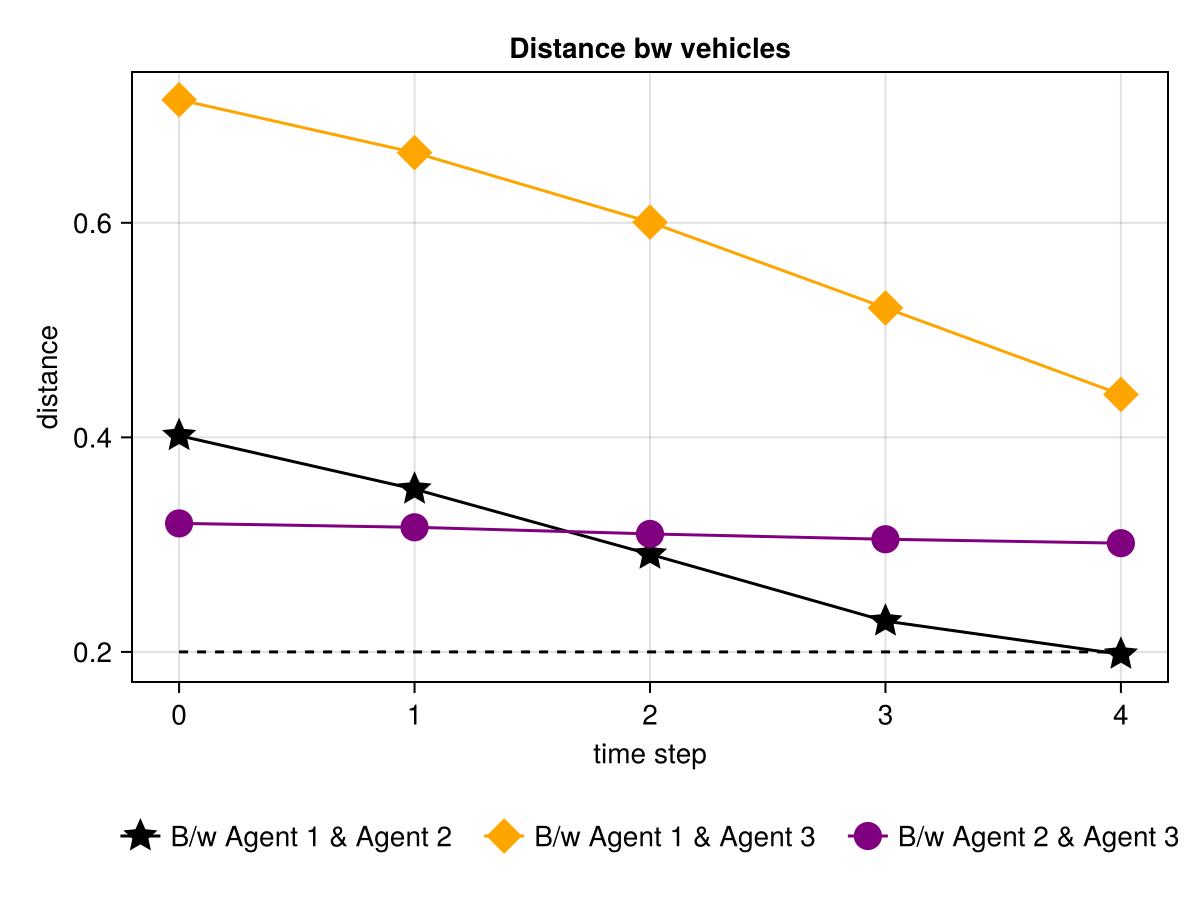 Distance bw vehicles
distance
0.6
0.4
0.2
0 1 2 3 4
time step
B/w Agent 1 & Agent 2 B/w Agent 1 & Agent 3 B/w Agent 2 & Agent 3